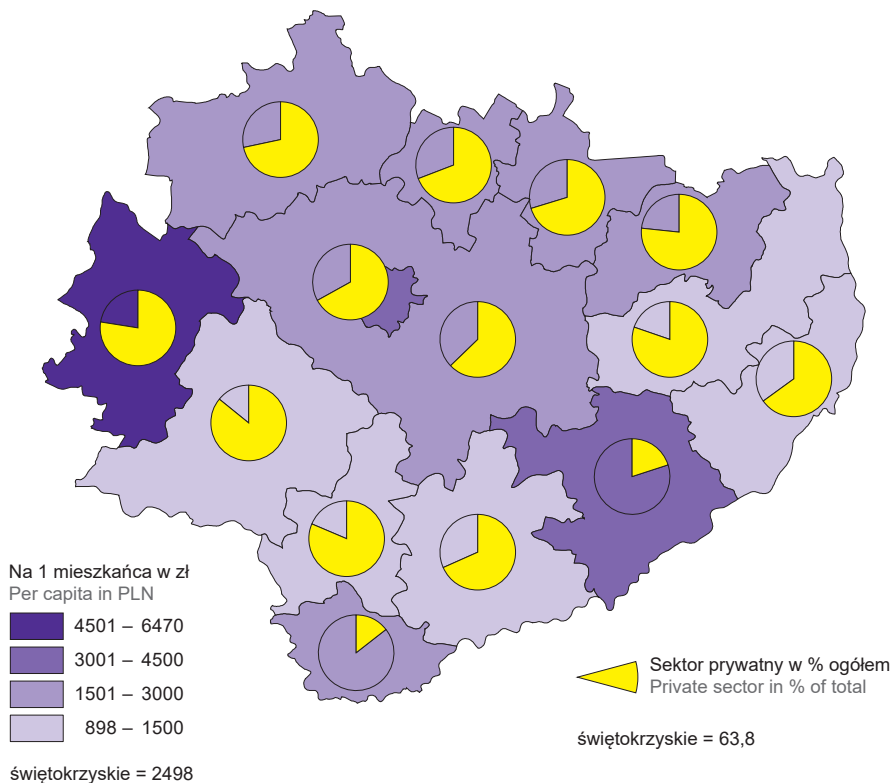 Na 1 mieszkańca w zł
Per capita in PLN
4501 – 6470
3001 – 4500
1501 – 3000
898 – 1500
świętokrzyskie = 2498
Sektor prywatny w % ogółem
Private sector in % of total
świętokrzyskie = 63,8